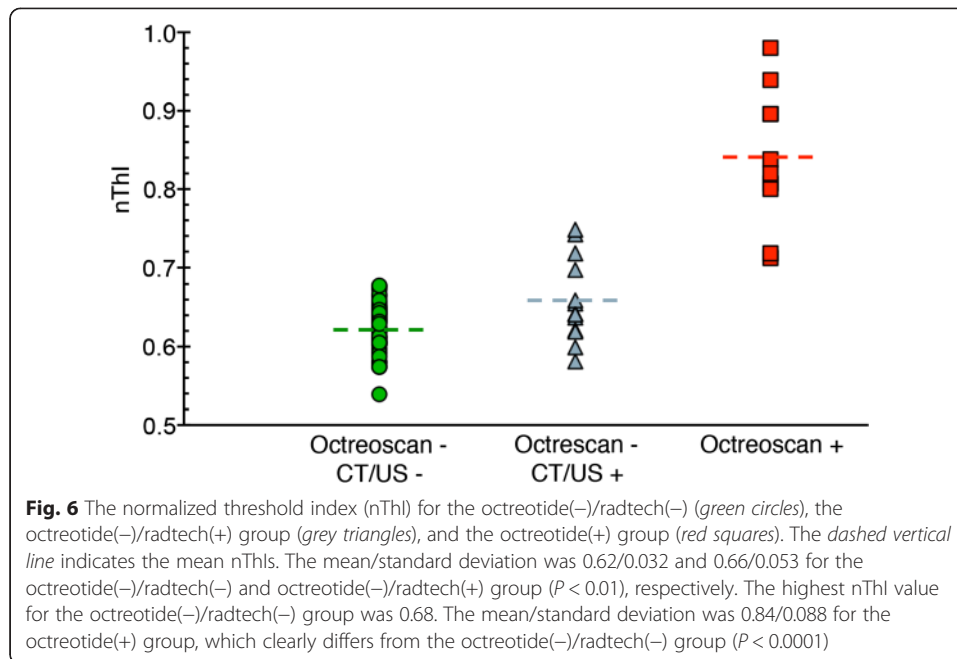 1.0
0.9
0.8
nThI
0.7
0.6
0.5
Octreoscan - Octrescan - Octreoscan +
CT/US - CT/US +
Fig. 6 The normalized threshold index (nThI) for the octreotide(−)/radtech(−) (green circles), the
octreotide(−)/radtech(+) group (grey triangles), and the octreotide(+) group (red squares). The dashed vertical
line indicates the mean nThIs. The mean/standard deviation was 0.62/0.032 and 0.66/0.053 for the
octreotide(−)/radtech(−) and octreotide(−)/radtech(+) group (P < 0.01), respectively. The highest nThI value
for the octreotide(−)/radtech(−) group was 0.68. The mean/standard deviation was 0.84/0.088 for the
octreotide(+) group, which clearly differs from the octreotide(−)/radtech(−) group (P < 0.0001)